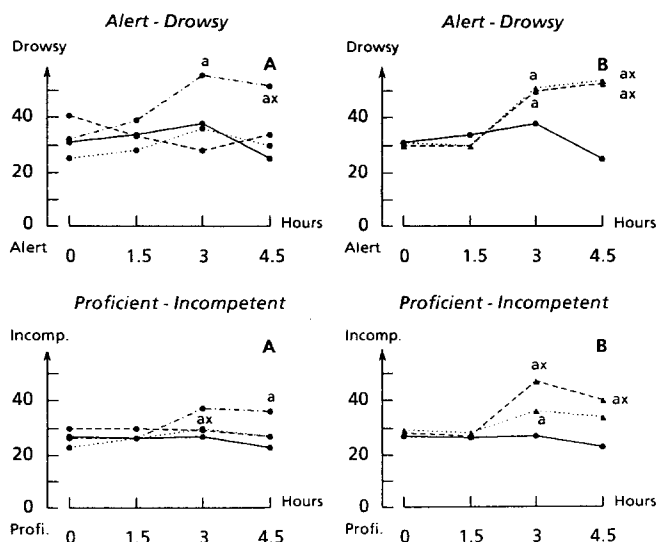 Alert - Drowsy
Drowsy
A
a
ax
40
20
0
Hours
Alert
0 1.5 3 4.5
Alert - Drowsy
Drowsy
B
a
ax
a
ax
40
20
0
Hours
Alert
0 1.5 3 4.5
Proficient - Incompetent
Incomp.
A
a
ax
40
20
0
Hours
Profi.
0 1.5 3 4.5
Proficient - Incompetent
Incomp.
B
ax
ax
a
40
20
0
Hours
Profi.
0 1.5 3 4.5